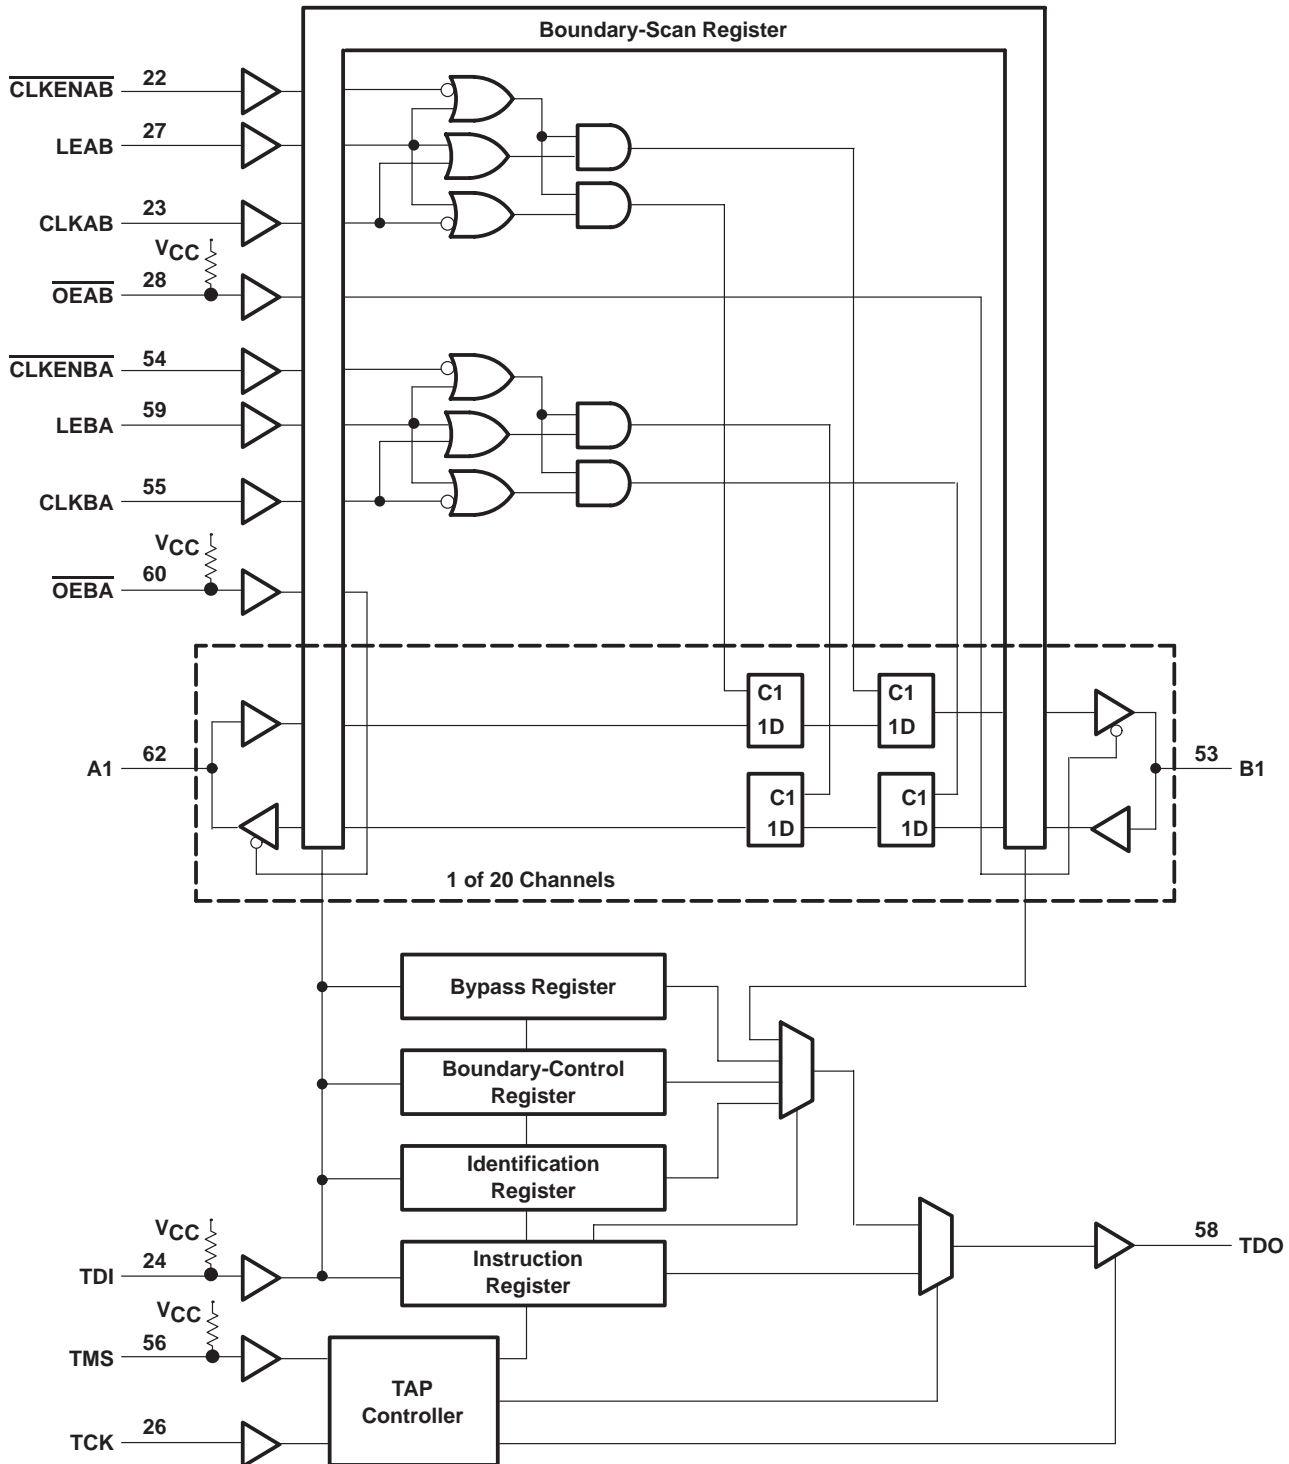 Boundary-Scan Register
CLKENAB 22
LEAB 27
CLKAB 23
VCC
OEAB 28
CLKENBA 54
LEBA 59
CLKBA 55
VCC
OEBA 60
C1
1D
C1
1D
A1 62
53 B1
C1
1D
C1
1D
1 of 20 Channels
Bypass Register
Boundary-Control
Register
Identification
Register
VCC
TDI 24
Instruction
Register
58 TDO
VCC
TMS 56
TAP
Controller
TCK 26